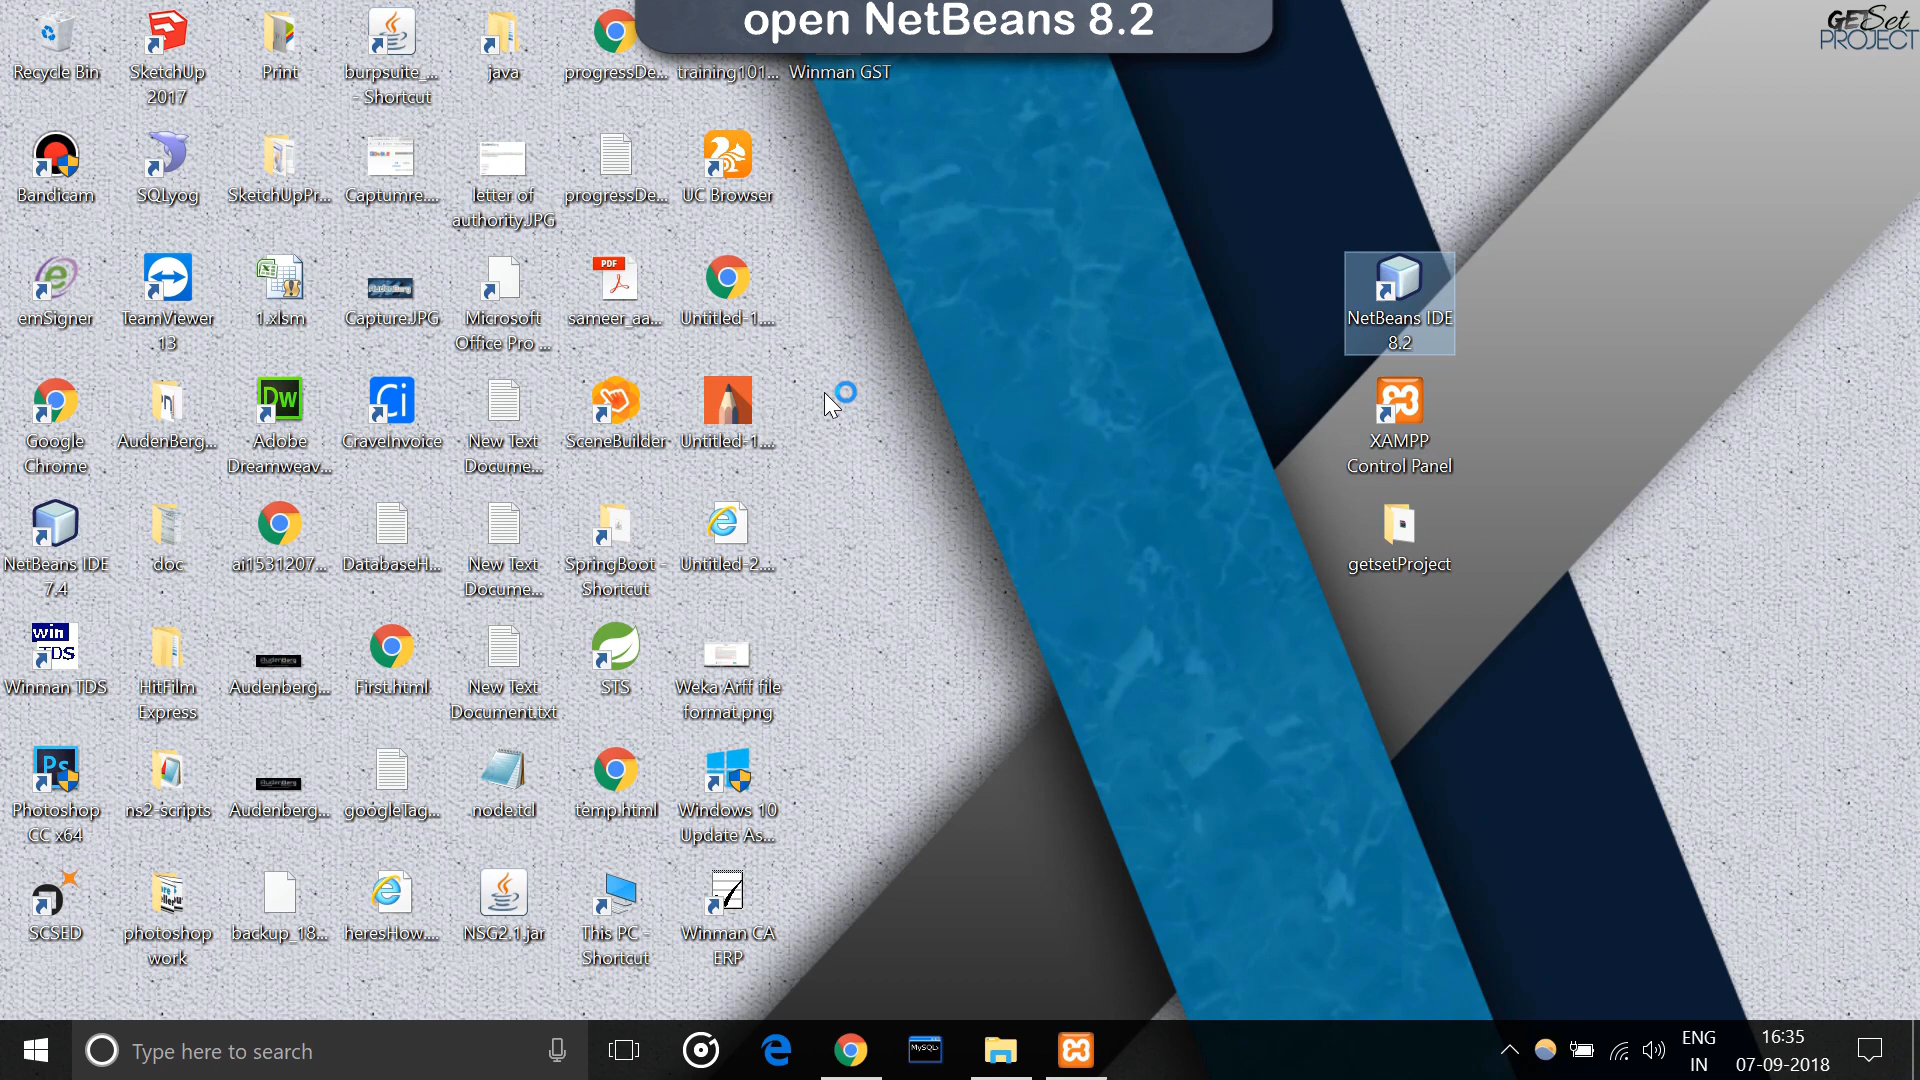 open NetBeans 8.2
GETSet
PROJECT
Recycle Bin
SketchUp
2017
Print
burpsuite_...
- Shortcut
java
progressDe...
training101...
Winman GST
Bandicam
SQLyog
SketchUpPr...
Captumre....
letter of
authority.JPG
progressDe...
UC Browser
emSigner
TeamViewer
13
1.xlsm
Capture.JPG
Microsoft
Office Pro ...
PDF
sameer_aa...
Untitled-1....
NetBeans IDE
8.2
Google
Chrome
AudenBerg...
Dw
Adobe
Dreamweav...
Ci
CraveInvoice
New Text
Docume...
SceneBuilder
Untitled-1....
XAMPP
Control Panel
NetBeans IDE
7.4
doc
ai1531207...
DatabaseH...
New Text
Docume...
SpringBoot -
Shortcut
Untitled-2....
getsetProject
win
TDS
Winman TDS
HitFilm
Express
Audenberg...
First.html
New Text
Document.txt
STS
Weka Arff file
format.png
Ps
Photoshop
CC x64
ns2-scripts
Audenberg...
googleTag...
node.tcl
temp.html
Windows 10
Update As...
SCSED
photoshop
work
backup_18...
heresHow....
NSG2.1.jar
This PC -
Shortcut
Winman CA
ERP
Type here to search
MySQL
ENG
IN
16:35
07-09-2018